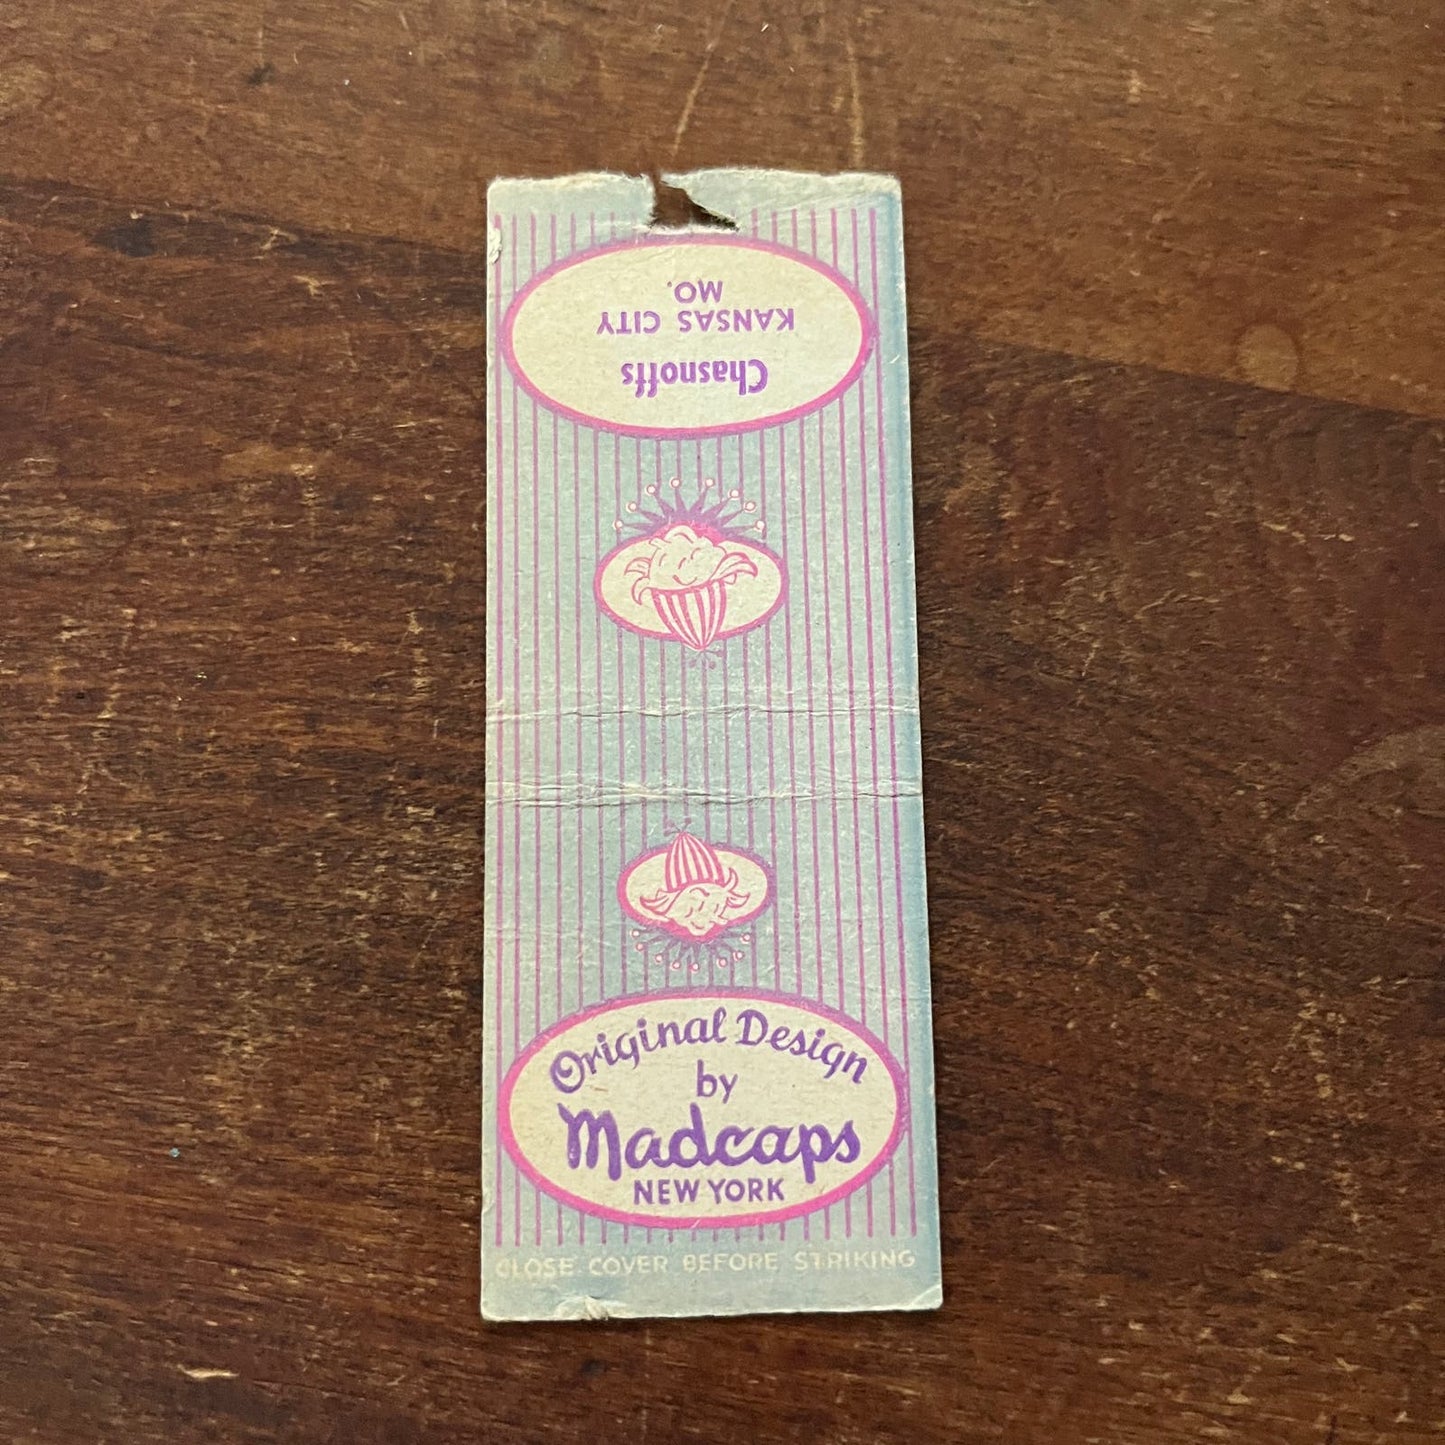 Chasnoffs
KANSAS CITY
MO.
Original Design
by
Madcaps
NEW YORK
CLOSE COVER BEFORE STRIKING